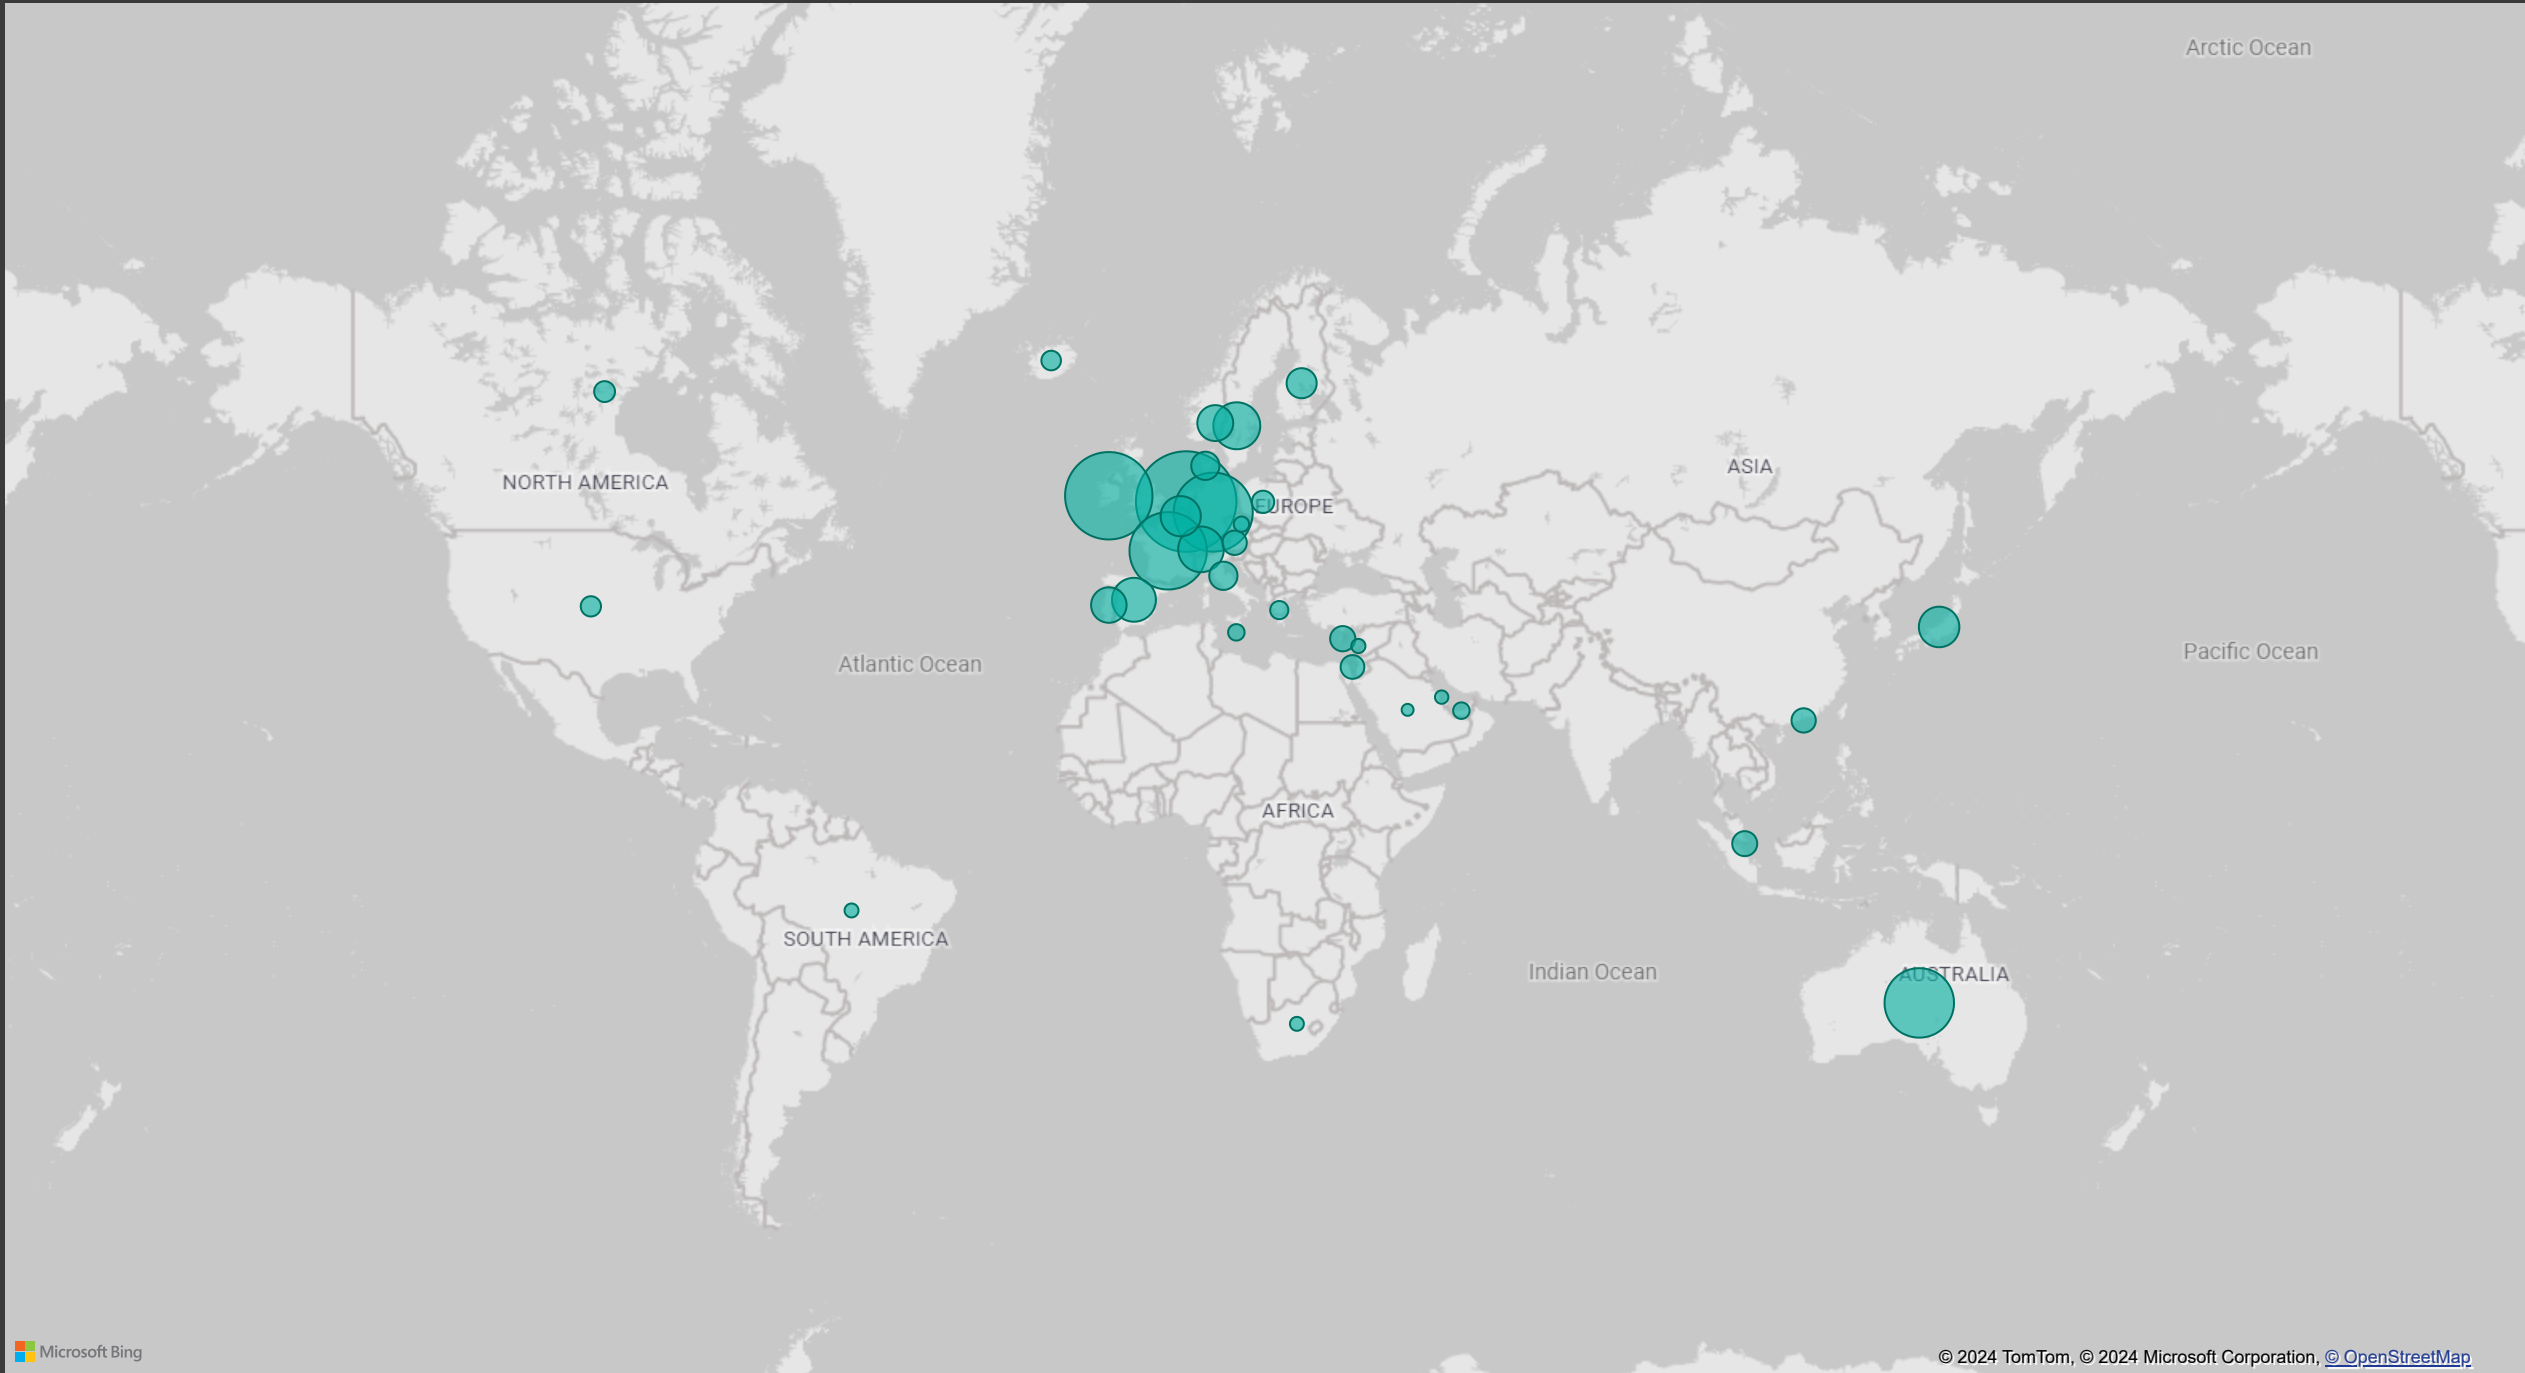 Arctic Ocean
NORTH AMERICA
ASIA
EUROPE
Atlantic Ocean
Pacific Ocean
AFRICA
SOUTH AMERICA
Indian Ocean
AUSTRALIA
Microsoft Bing
© 2024 TomTom, © 2024 Microsoft Corporation, © OpenStreetMap